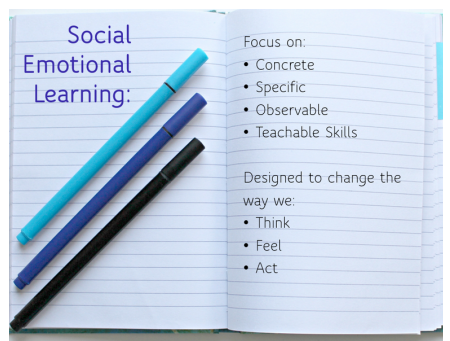 Social
Emotional
Learning:
Focus on:
• Concrete
• Specific
• Observable
• Teachable Skills
Designed to change the
way we:
• Think
• Feel
• Act